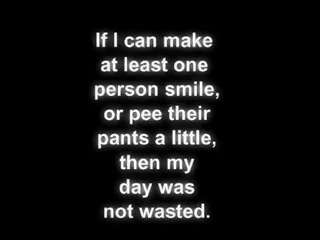 If I can make
at least one
person smile,
or pee their
pants a little,
then my
day was
not wasted.